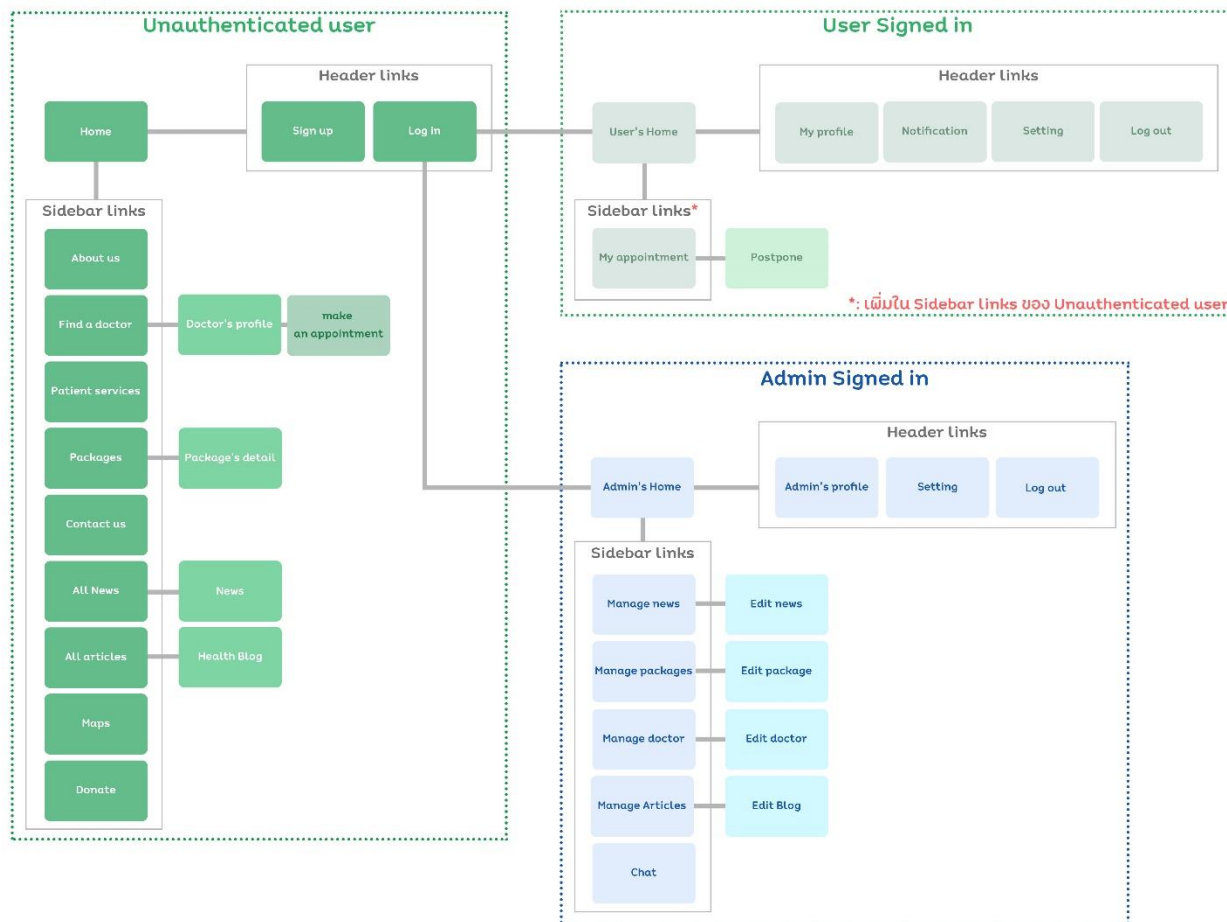 Unauthenticated user
Header links
Home
Sign up
Log in
Sidebar links
About us
Find a doctor
Doctor's profile
make
an appointment
Patient services
Packages
Package's detail
Contact us
All News
News
All articles
Health Blog
Maps
Donate
User Signed in
Header links
User's Home
My profile
Notification
Setting
Log out
Sidebar links*
My appointment
Postpone
*: เพิ่มใน Sidebar links ของ Unauthenticated user
Admin Signed in
Header links
Admin's Home
Admin's profile
Setting
Log out
Sidebar links
Manage news
Edit news
Manage packages
Edit package
Manage doctor
Edit doctor
Manage Articles
Edit Blog
Chat